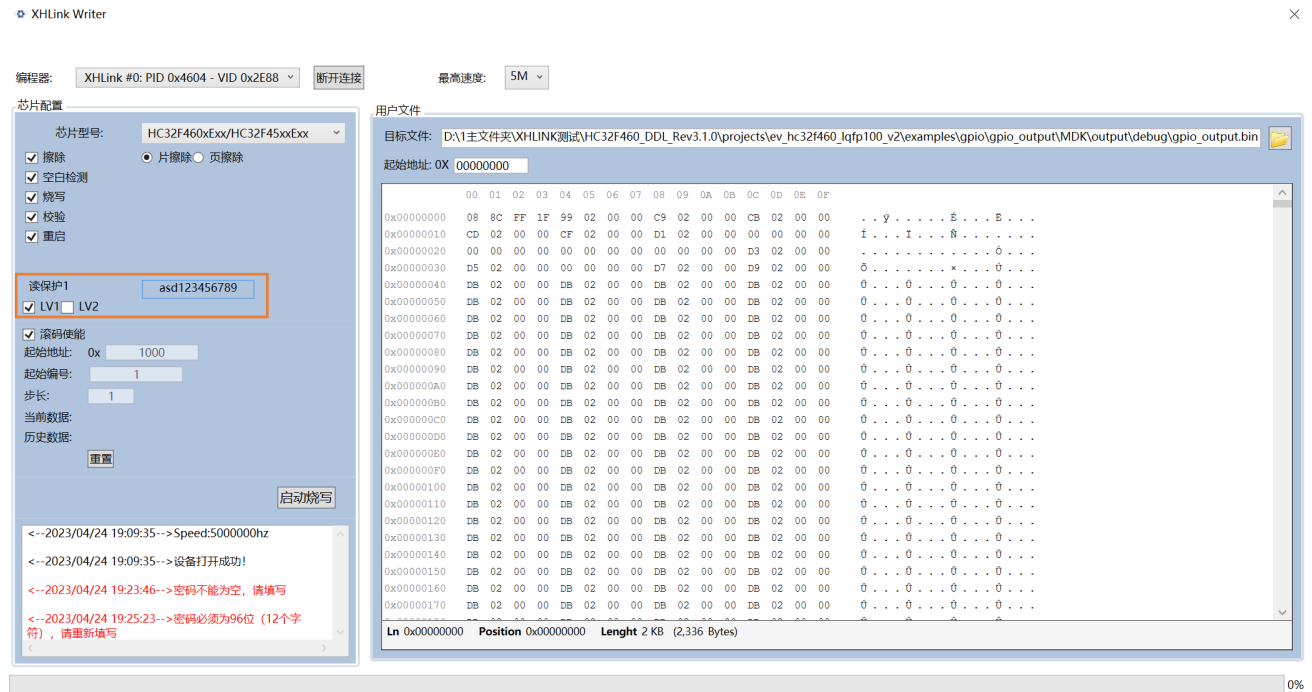 XHLink Writer
编程器: XHLink #0: PID 0x4604 - VID 0x2E88 断开连接 最高速度: 5M
芯片配置
芯片型号: HC32F460xExx/HC32F45xxExx
擦除 片擦除 页擦除
空白检测
烧写
校验
重启
读保护1 asd123456789
LV1 LV2
滚码使能
起始地址: 0x 1000
起始编号: 1
步长: 1
当前数据:
历史数据:
重置
启动烧写
<--2023/04/24 19:09:35-->Speed:5000000hz
<--2023/04/24 19:09:35-->设备打开成功!
<--2023/04/24 19:23:46-->密码不能为空，请填写
<--2023/04/24 19:25:23-->密码必须为96位（12个字
符），请重新填写
用户文件
目标文件: D:\1主文件夹\XHLINK测试\HC32F460_DDL_Rev3.1.0\projects\ev_hc32f460_lqfp100_v2\examples\gpio\gpio_output\MDK\output\debug\gpio_output.bin
起始地址: 0X 00000000
00 01 02 03 04 05 06 07 08 09 0A 0B 0C 0D 0E 0F
0x00000000 08 8C FF 1F 99 02 00 00 C9 02 00 00 CB 02 00 00 . . ÿ . . . . . É . . . Ë . . .
0x00000010 CD 02 00 00 CF 02 00 00 D1 02 00 00 00 00 00 00 Í . . . Ï . . . Ñ . . . . . . .
0x00000020 00 00 00 00 00 00 00 00 00 00 00 00 D3 02 00 00 . . . . . . . . . . . . Ó . . .
0x00000030 D5 02 00 00 00 00 00 00 D7 02 00 00 D9 02 00 00 Õ . . . . . . . × . . . Ù . . .
0x00000040 DB 02 00 00 DB 02 00 00 DB 02 00 00 DB 02 00 00 Û . . . Û . . . Û . . . Û . . .
0x00000050 DB 02 00 00 DB 02 00 00 DB 02 00 00 DB 02 00 00 Û . . . Û . . . Û . . . Û . . .
0x00000060 DB 02 00 00 DB 02 00 00 DB 02 00 00 DB 02 00 00 Û . . . Û . . . Û . . . Û . . .
0x00000070 DB 02 00 00 DB 02 00 00 DB 02 00 00 DB 02 00 00 Û . . . Û . . . Û . . . Û . . .
0x00000080 DB 02 00 00 DB 02 00 00 DB 02 00 00 DB 02 00 00 Û . . . Û . . . Û . . . Û . . .
0x00000090 DB 02 00 00 DB 02 00 00 DB 02 00 00 DB 02 00 00 Û . . . Û . . . Û . . . Û . . .
0x000000A0 DB 02 00 00 DB 02 00 00 DB 02 00 00 DB 02 00 00 Û . . . Û . . . Û . . . Û . . .
0x000000B0 DB 02 00 00 DB 02 00 00 DB 02 00 00 DB 02 00 00 Û . . . Û . . . Û . . . Û . . .
0x000000C0 DB 02 00 00 DB 02 00 00 DB 02 00 00 DB 02 00 00 Û . . . Û . . . Û . . . Û . . .
0x000000D0 DB 02 00 00 DB 02 00 00 DB 02 00 00 DB 02 00 00 Û . . . Û . . . Û . . . Û . . .
0x000000E0 DB 02 00 00 DB 02 00 00 DB 02 00 00 DB 02 00 00 Û . . . Û . . . Û . . . Û . . .
0x000000F0 DB 02 00 00 DB 02 00 00 DB 02 00 00 DB 02 00 00 Û . . . Û . . . Û . . . Û . . .
0x00000100 DB 02 00 00 DB 02 00 00 DB 02 00 00 DB 02 00 00 Û . . . Û . . . Û . . . Û . . .
0x00000110 DB 02 00 00 DB 02 00 00 DB 02 00 00 DB 02 00 00 Û . . . Û . . . Û . . . Û . . .
0x00000120 DB 02 00 00 DB 02 00 00 DB 02 00 00 DB 02 00 00 Û . . . Û . . . Û . . . Û . . .
0x00000130 DB 02 00 00 DB 02 00 00 DB 02 00 00 DB 02 00 00 Û . . . Û . . . Û . . . Û . . .
0x00000140 DB 02 00 00 DB 02 00 00 DB 02 00 00 DB 02 00 00 Û . . . Û . . . Û . . . Û . . .
0x00000150 DB 02 00 00 DB 02 00 00 DB 02 00 00 DB 02 00 00 Û . . . Û . . . Û . . . Û . . .
0x00000160 DB 02 00 00 DB 02 00 00 DB 02 00 00 DB 02 00 00 Û . . . Û . . . Û . . . Û . . .
0x00000170 DB 02 00 00 DB 02 00 00 DB 02 00 00 DB 02 00 00 Û . . . Û . . . Û . . . Û . . .
Ln 0x00000000 Position 0x00000000 Lenght 2 KB (2,336 Bytes)
0%